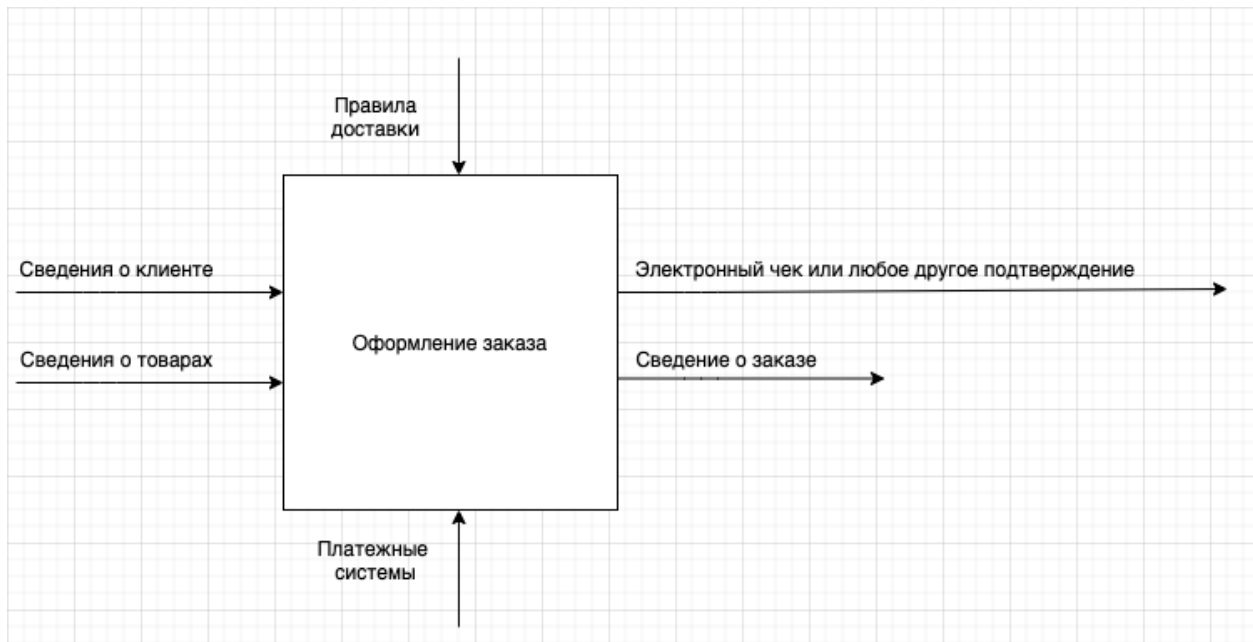 Правила
доставки
Сведения о клиенте
Электронный чек или любое другое подтверждение
Оформление заказа
Сведения о товарах
Сведение о заказе
Платежные
системы